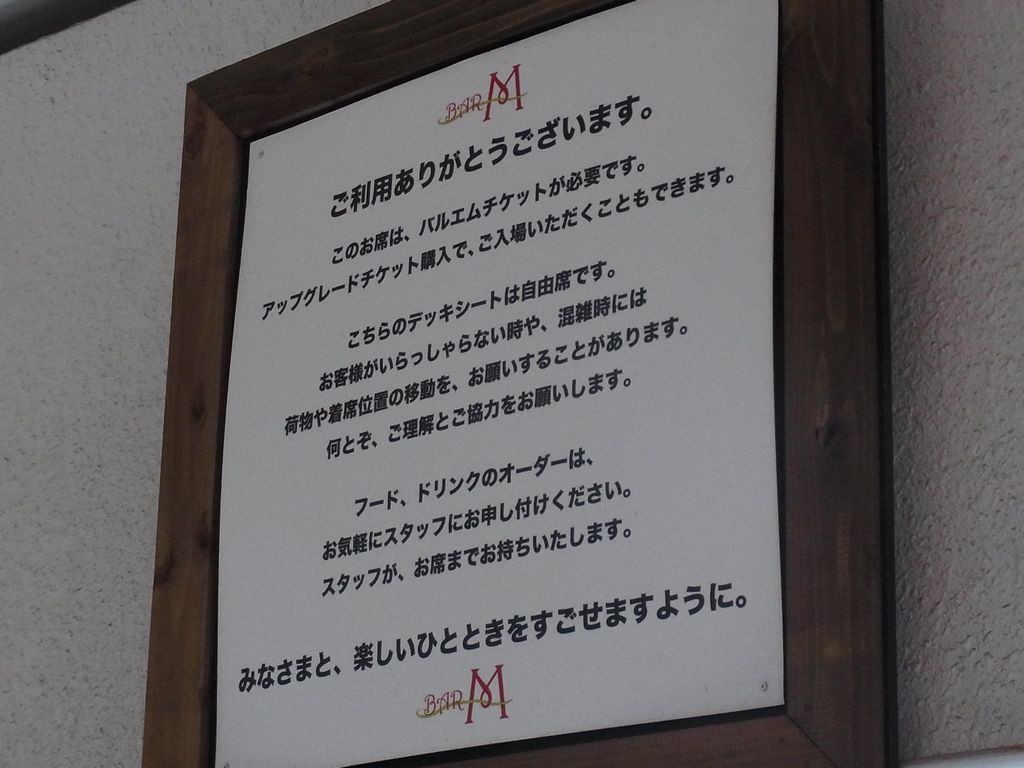 BAR M
ご利用ありがとうございます。
このお席は、バルエムチケットが必要です。
アップグレードチケット購入で、ご入場いただくこともできます。
こちらのデッキシートは自由席です。
お客様がいらっしゃらない時や、混雑時には
荷物や着席位置の移動を、お願いすることがあります。
何とぞ、ご理解とご協力をお願いします。
フード、ドリンクのオーダーは、
お気軽にスタッフにお申し付けください。
スタッフが、お席までお持ちいたします。
みなさまと、楽しいひとときをすごせますように。
BAR M